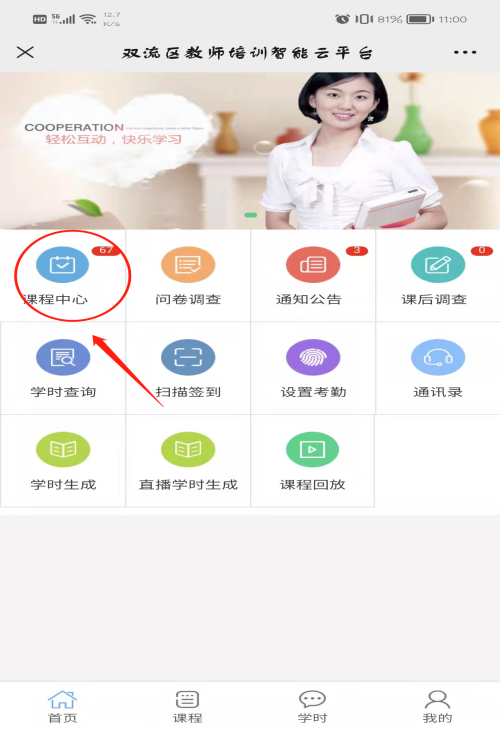 HD 5G 12.7 K/s 81% 11:00
双流区教师培训智能云平台
COOPERATION
轻松互动，快乐学习
67 3 0
课程中心 问卷调查 通知公告 课后调查
学时查询 扫描签到 设置考勤 通讯录
学时生成 直播学时生成 课程回放
首页 课程 学时 我的